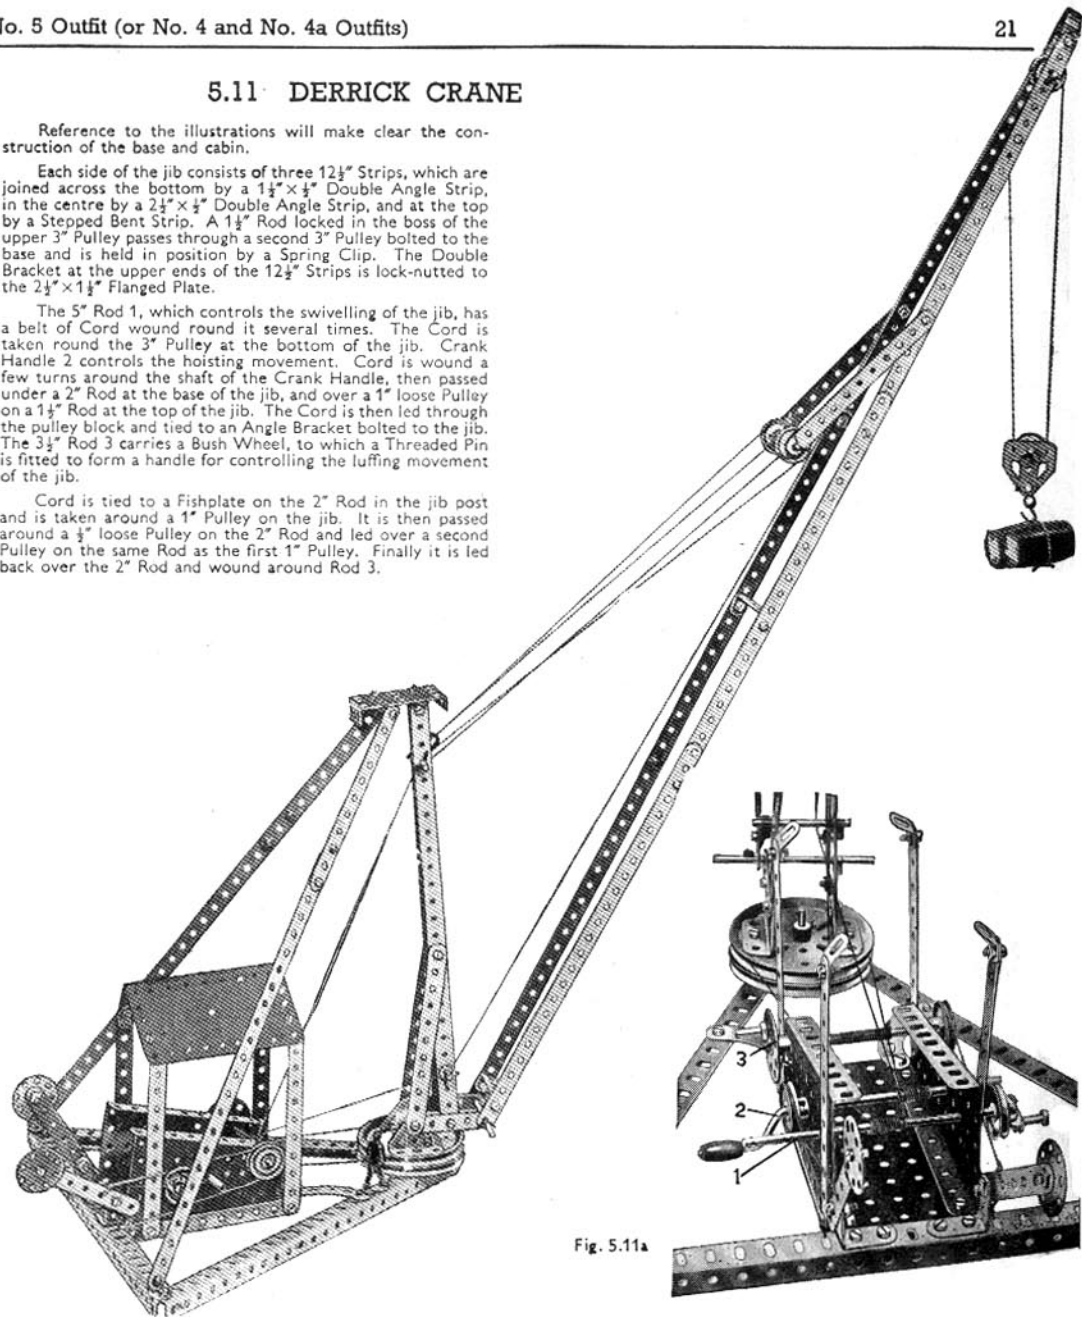 No. 5 Outfit (or No. 4 and No. 4a Outfits)
21
5.11 DERRICK CRANE
Reference to the illustrations will make clear the con-
struction of the base and cabin.
Each side of the jib consists of three 12½″ Strips, which are
joined across the bottom by a 1½″×½″ Double Angle Strip,
in the centre by a 2½″×½″ Double Angle Strip, and at the top
by a Stepped Bent Strip. A 1½″ Rod locked in the boss of the
upper 3″ Pulley passes through a second 3″ Pulley bolted to the
base and is held in position by a Spring Clip. The Double
Bracket at the upper ends of the 12½″ Strips is lock-nutted to
the 2½″×1½″ Flanged Plate.
The 5″ Rod 1, which controls the swivelling of the jib, has
a belt of Cord wound round it several times. The Cord is
taken round the 3″ Pulley at the bottom of the jib. Crank
Handle 2 controls the hoisting movement. Cord is wound a
few turns around the shaft of the Crank Handle, then passed
under a 2″ Rod at the base of the jib, and over a 1″ loose Pulley
on a 1½″ Rod at the top of the jib. The Cord is then led through
the pulley block and tied to an Angle Bracket bolted to the jib.
The 3½″ Rod 3 carries a Bush Wheel, to which a Threaded Pin
is fitted to form a handle for controlling the luffing movement
of the jib.
Cord is tied to a Fishplate on the 2″ Rod in the jib post
and is taken around a 1″ Pulley on the jib. It is then passed
around a ½″ loose Pulley on the 2″ Rod and led over a second
Pulley on the same Rod as the first 1″ Pulley. Finally it is led
back over the 2″ Rod and wound around Rod 3.
3
2
1
Fig. 5.11a